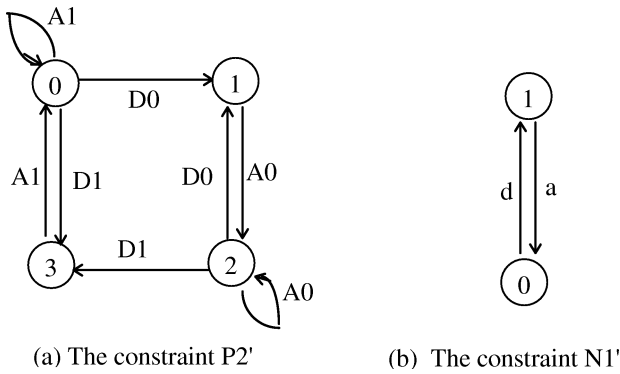 A1
0
D0
1
1
A1
D1
D0
A0
d
a
3
D1
2
A0
0
(a) The constraint P2'
(b) The constraint N1'